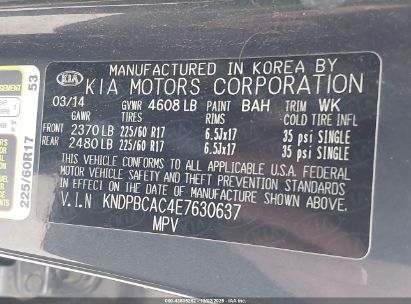 MANUFACTURED IN KOREA BY
KIA KIA MOTORS CORPORATION
03/14 GVWR 4608 LB PAINT BAH TRIM WK
GAWR TIRES RIMS COLD TIRE INFL
FRONT 2370 LB 225/60 R17 6.5Jx17 35 psi SINGLE
REAR 2480 LB 225/60 R17 6.5Jx17 35 psi SINGLE
THIS VEHICLE CONFORMS TO ALL APPLICABLE U.S.A. FEDERAL
MOTOR VEHICLE SAFETY AND THEFT PREVENTION STANDARDS
IN EFFECT ON THE DATE OF MANUFACTURE SHOWN ABOVE.
V.I.N KNDPBCAC4E7630637
MPV
53
225/60R17